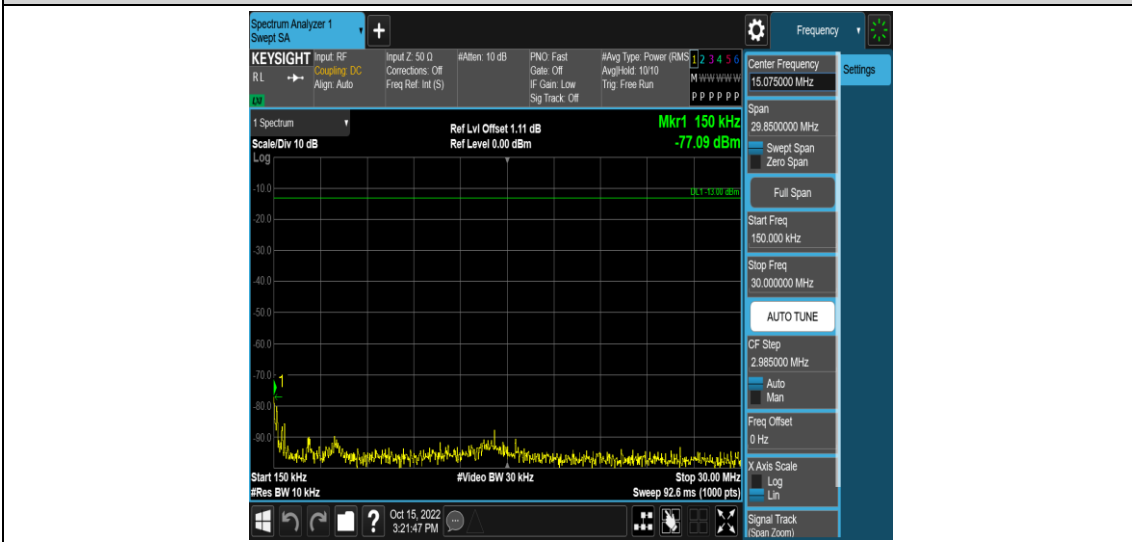 Spectrum Analyzer 1
Swept SA
+
Frequency
KEYSIGHT
RL
LXI
Input: RF
Coupling: DC
Align: Auto
Input Z: 50 Ω
Corrections: Off
Freq Ref: Int (S)
#Atten: 10 dB
PNO: Fast
Gate: Off
IF Gain: Low
Sig Track: Off
#Avg Type: Power (RMS
Avg|Hold: 10/10
Trig: Free Run
1 2 3 4 5 6
M W W W W W
P P P P P P
1 Spectrum
Scale/Div 10 dB
Log
Ref Lvl Offset 1.11 dB
Ref Level 0.00 dBm
Mkr1 150 kHz
-77.09 dBm
DL1 -13.00 dBm
-10.0
-20.0
-30.0
-40.0
-50.0
-60.0
-70.0
1
-80.0
-90.0
Start 150 kHz
#Video BW 30 kHz
Stop 30.00 MHz
#Res BW 10 kHz
Sweep 92.6 ms (1000 pts)
?
Oct 15, 2022
3:21:47 PM
Center Frequency
15.075000 MHz
Settings
Span
29.8500000 MHz
Swept Span
Zero Span
Full Span
Start Freq
150.000 kHz
Stop Freq
30.000000 MHz
AUTO TUNE
CF Step
2.985000 MHz
Auto
Man
Freq Offset
0 Hz
X Axis Scale
Log
Lin
Signal Track
(Span Zoom)